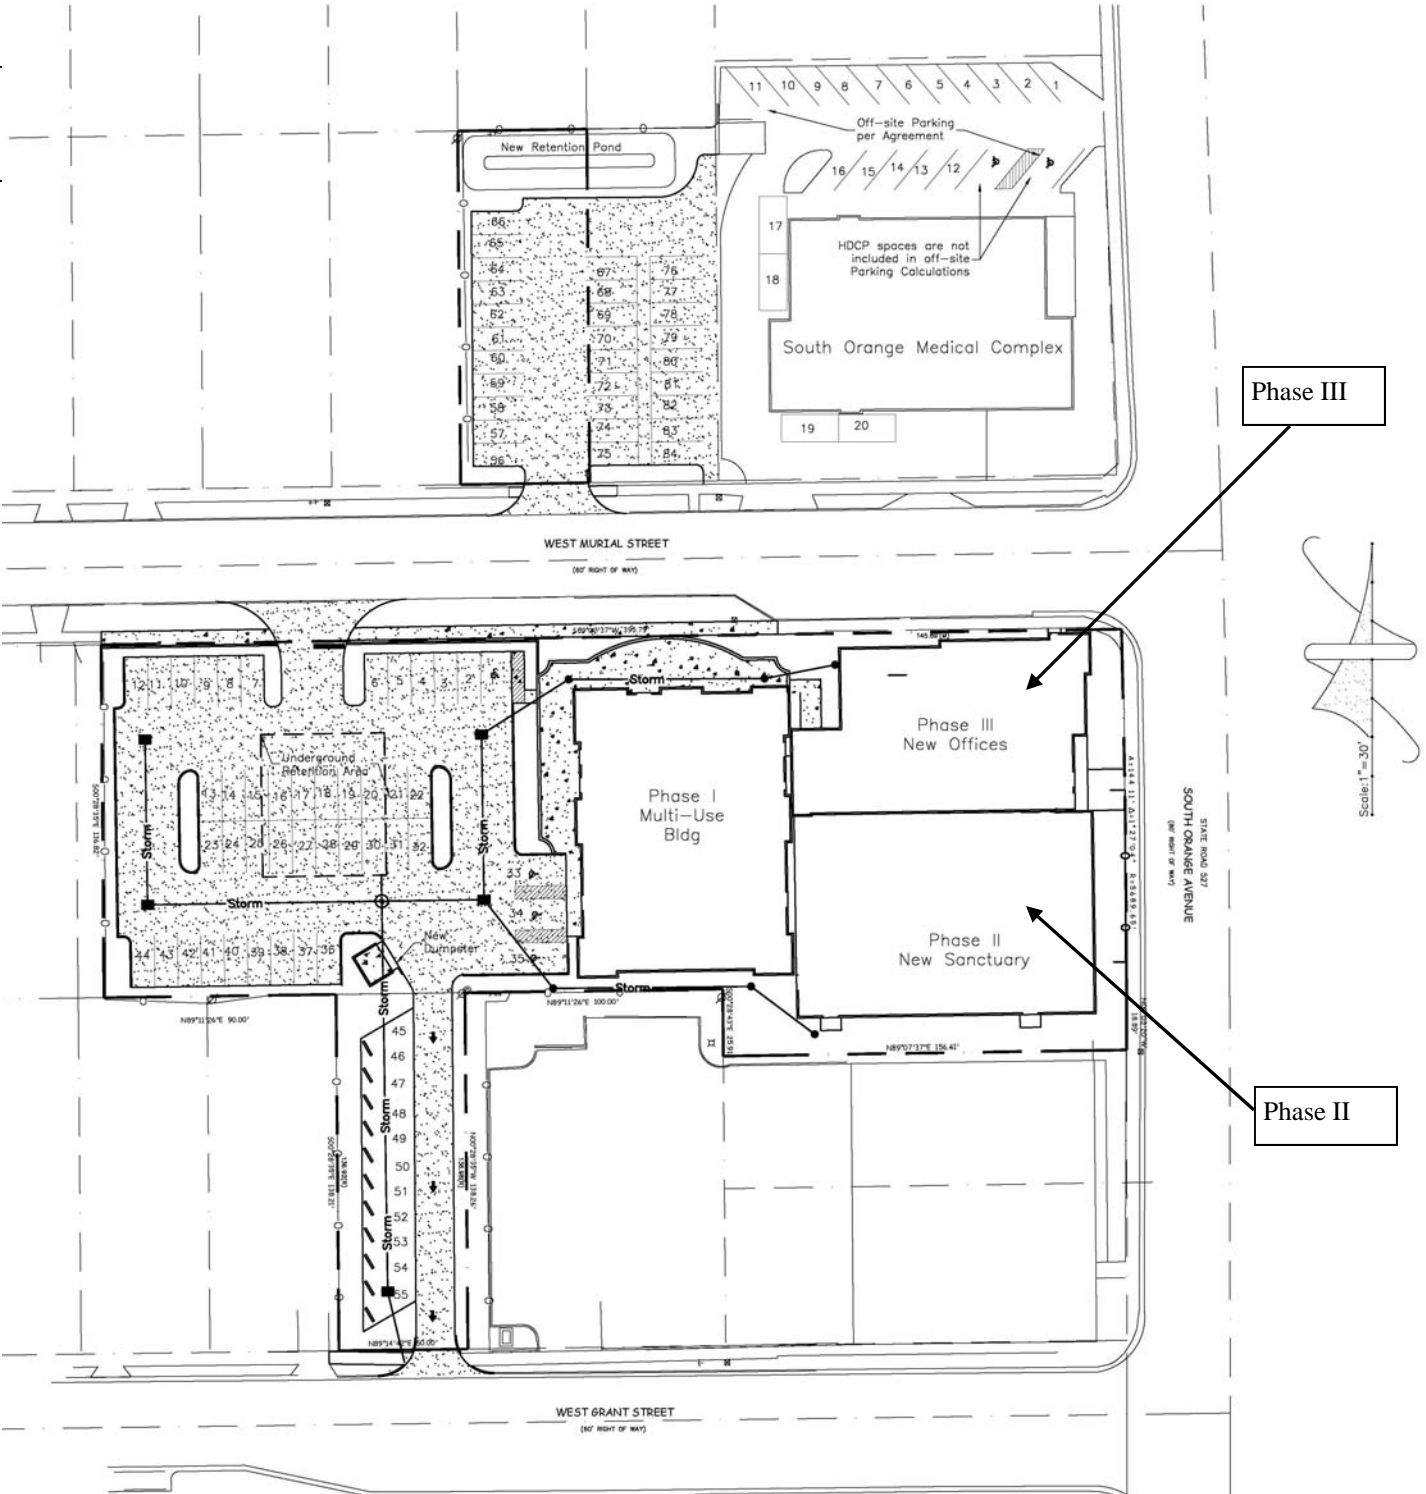 11 10 9 8 7 6 5 4 3 2 1
Off-site Parking
per Agreement
New Retention Pond
16 15 14 13 12
17
HDCP spaces are not
included in off-site
Parking Calculations
18
66
65
64
63
62
61
60
59
58
57
56
67 76
68 77
69 78
70 79
71 80
72 81
73 82
74 83
75 84
South Orange Medical Complex
19 20
Phase III
WEST MURIAL STREET
(60' RIGHT OF WAY)
12 11 10 9 8 7 6 5 4 3 2 1
Storm
Phase III
New Offices
Underground
Retention Area
13 14 15 16 17 18 19 20 21 22
23 24 25 26 27 28 29 30 31 32
Storm
Storm
Phase I
Multi-Use
Bldg
33
34
35
Storm
44 43 42 41 40 39 38 37 36
New
Dumpster
Phase II
New Sanctuary
Storm
N89°11'26"E 90.00'
N89°11'26"E 100.00'
N89°07'37"E 156.41'
Storm
45
46
47
48
49
50
51
52
53
54
55
Storm
Storm
Phase II
STATE ROAD 527
SOUTH ORANGE AVENUE
(80' RIGHT OF WAY)
Scale:1"=30'
WEST GRANT STREET
(60' RIGHT OF WAY)